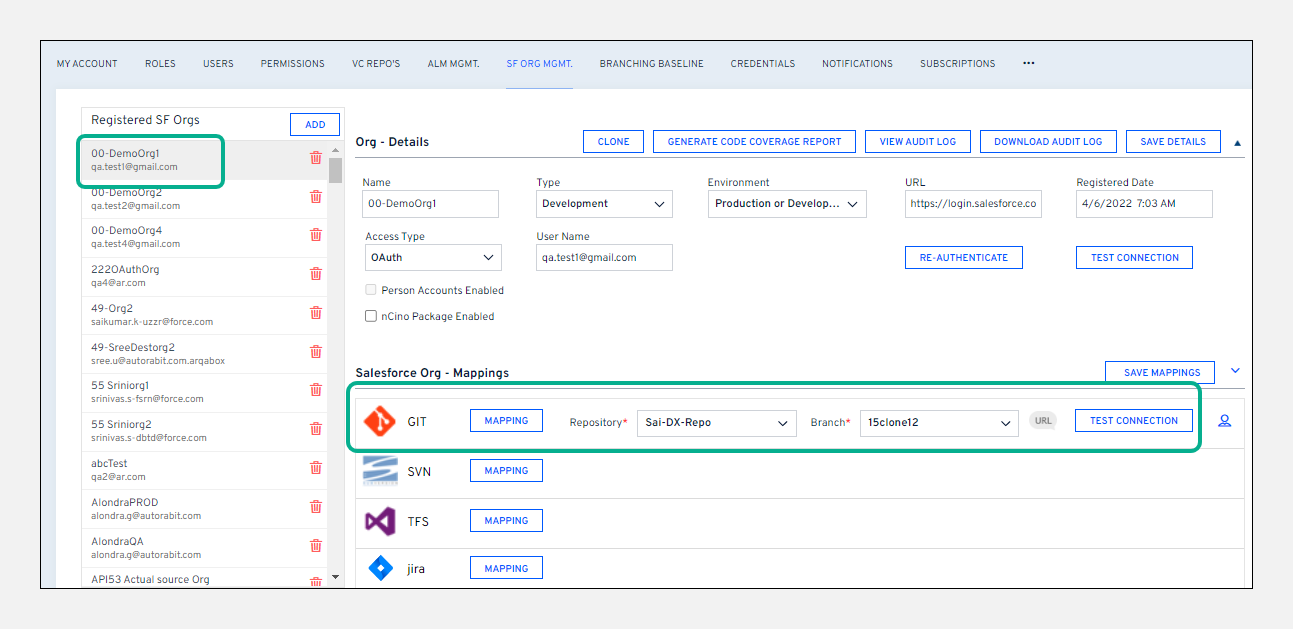 MY ACCOUNT ROLES USERS PERMISSIONS VC REPO'S ALM MGMT. SF ORG MGMT. BRANCHING BASELINE CREDENTIALS NOTIFICATIONS SUBSCRIPTIONS •••
Registered SF Orgs ADD
00-DemoOrg1
qa.test1@gmail.com
00-DemoOrg2
qa.test2@gmail.com
00-DemoOrg4
qa.test4@gmail.com
222OAuthOrg
qa4@ar.com
49-Org2
saikumar.k-uzzr@force.com
49-SreeDestorg2
sree.u@autorabit.com.arqabox
55 Sriniorg1
srinivas.s-fsrn@force.com
55 Sriniorg2
srinivas.s-dbtd@force.com
abcTest
qa2@ar.com
AlondraPROD
alondra.g@autorabit.com
AlondraQA
alondra.g@autorabit.com
API53 Actual source Org
Org - Details CLONE GENERATE CODE COVERAGE REPORT VIEW AUDIT LOG DOWNLOAD AUDIT LOG SAVE DETAILS
Name Type Environment URL Registered Date
00-DemoOrg1 Development Production or Develop... https://login.salesforce.co 4/6/2022 7:03 AM
Access Type User Name
OAuth qa.test1@gmail.com RE-AUTHENTICATE TEST CONNECTION
Person Accounts Enabled
nCino Package Enabled
Salesforce Org - Mappings SAVE MAPPINGS
GIT MAPPING Repository* Sai-DX-Repo Branch* 15clone12 URL TEST CONNECTION
SVN MAPPING
TFS MAPPING
jira MAPPING